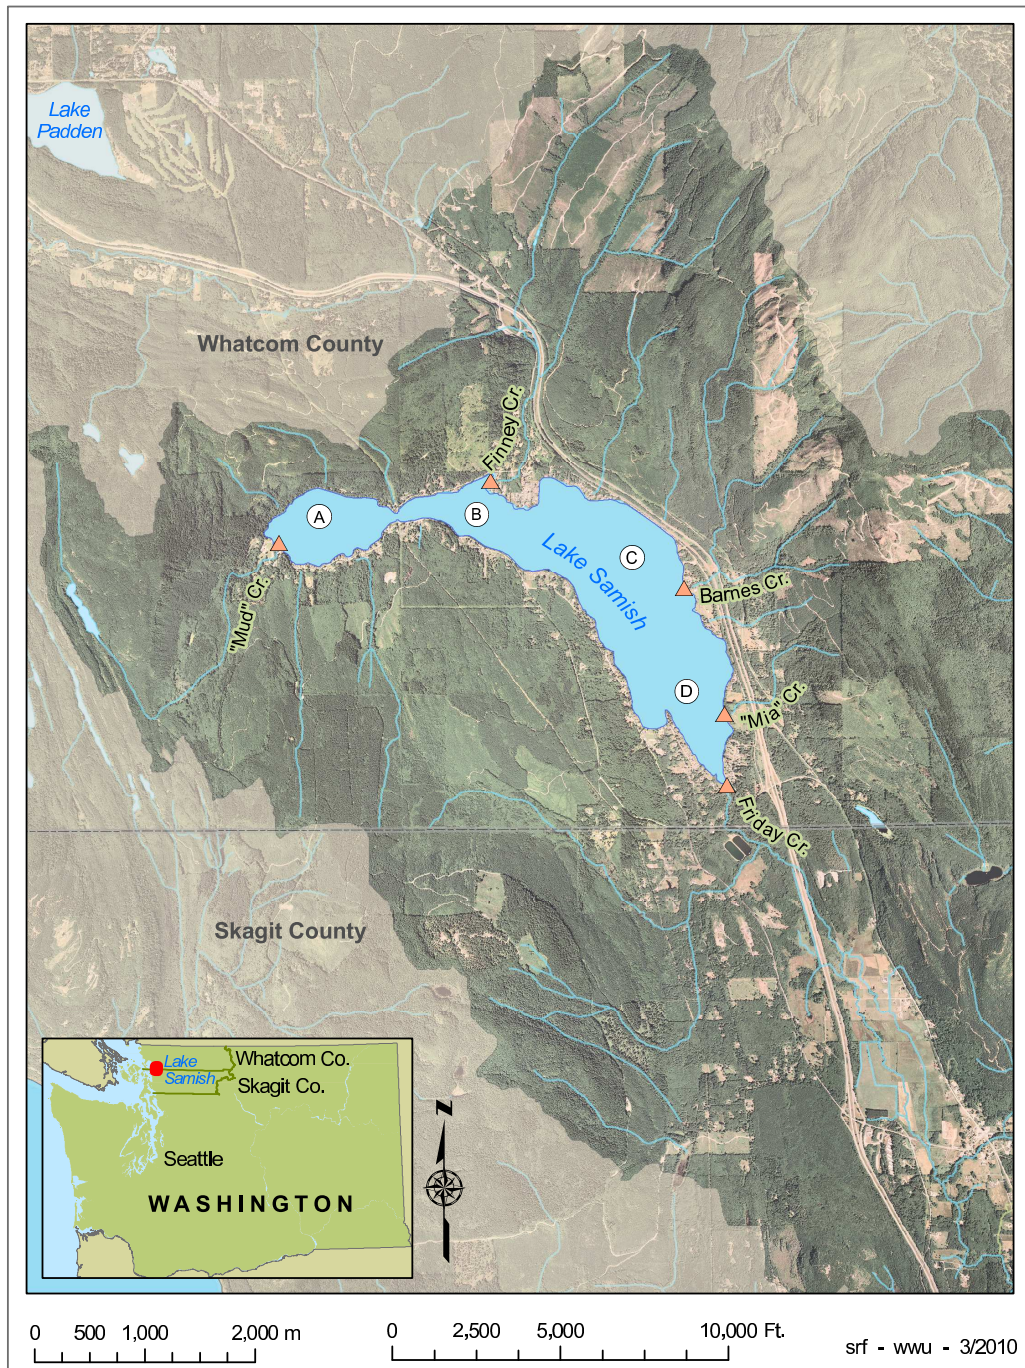 Lake
Padden
Whatcom County
Finney Cr.
A
B
C
Lake Samish
Barnes Cr.
"Mud" Cr.
D
"Mia" Cr.
Friday Cr.
Skagit County
Lake
Samish
Whatcom Co.
Skagit Co.
Seattle
WASHINGTON
N
0 500 1,000 2,000 m
0 2,500 5,000 10,000 Ft.
srf - wwu - 3/2010